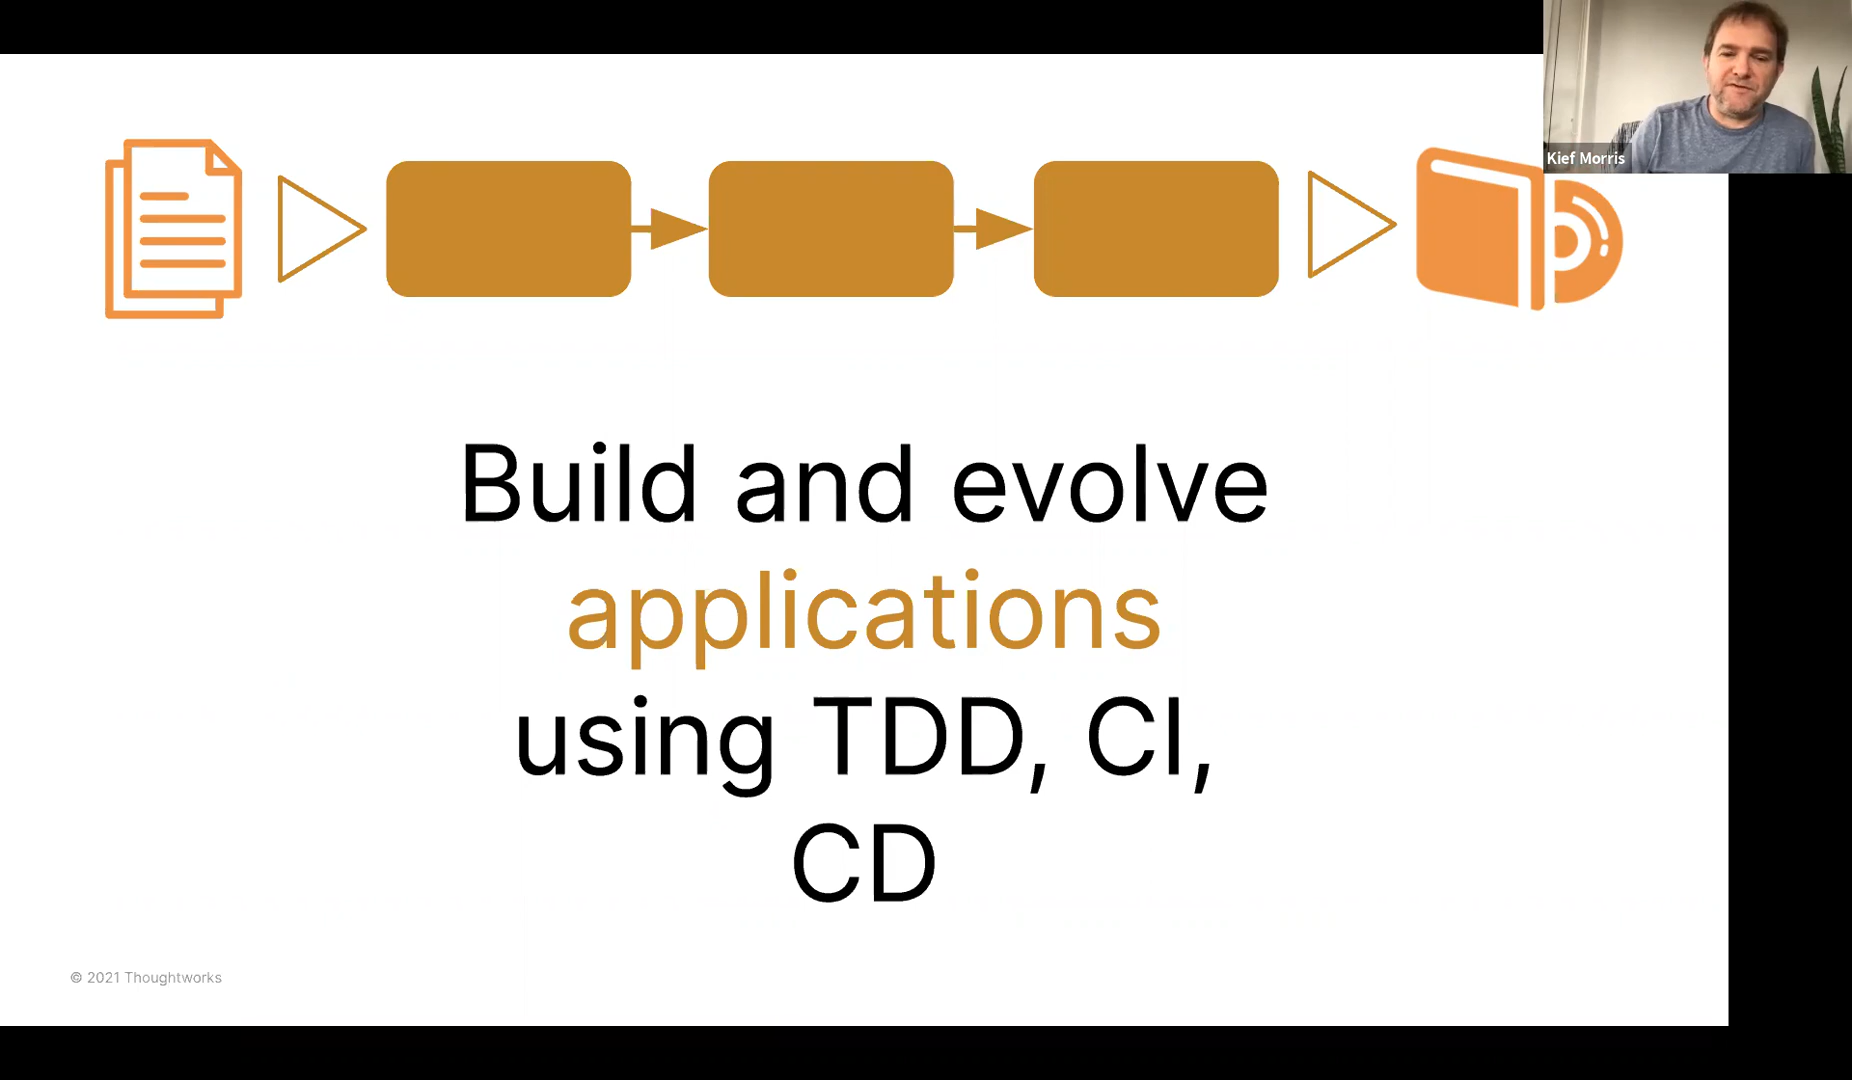 Kief Morris
Build and evolve
applications
using TDD, CI,
CD
© 2021 Thoughtworks